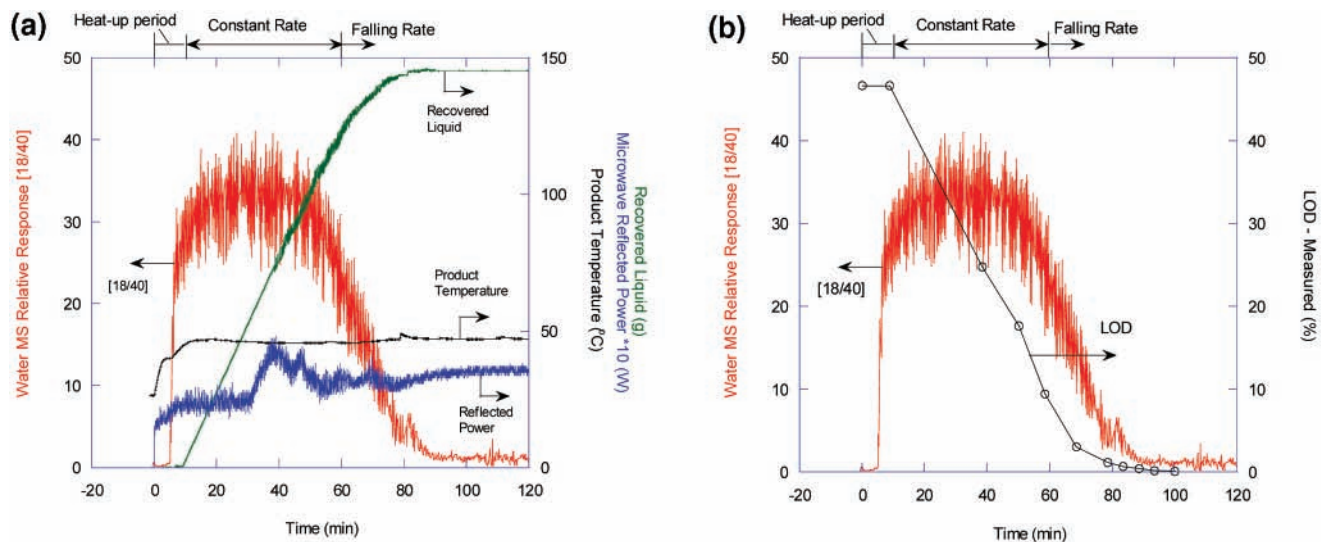 (a)
Heat-up period
Constant Rate
Falling Rate
50
40
30
20
10
0
Water MS Relative Response [18/40]
150
100
50
0
Product Temperature (⁰C)
Microwave Reflected Power *10 (W)
Recovered Liquid (g)
Recovered
Liquid
[18/40]
Product
Temperature
Reflected
Power
-20 0 20 40 60 80 100 120
Time (min)
(b)
Heat-up period
Constant Rate
Falling Rate
50
40
30
20
10
0
Water MS Relative Response [18/40]
50
40
30
20
10
0
LOD - Measured (%)
[18/40]
LOD
-20 0 20 40 60 80 100 120
Time (min)